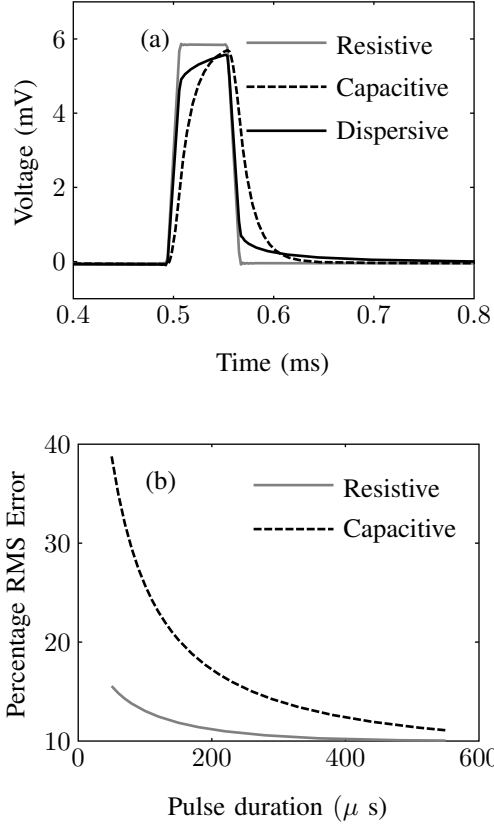 (a)
Resistive
Capacitive
Dispersive
Voltage (mV)
6
4
2
0
0.4 0.5 0.6 0.7 0.8
Time (ms)
(b)
Resistive
Capacitive
Percentage RMS Error
40
30
20
10
0 200 400 600
Pulse duration (μ s)